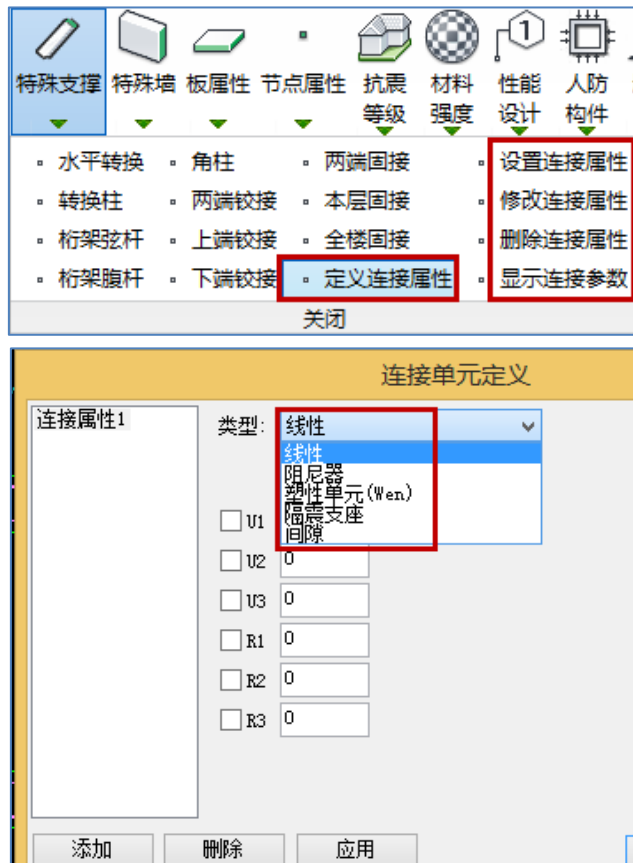 特殊支撑 特殊墙 板属性 节点属性 抗震等级 材料强度 性能设计 人防构件
水平转换 角柱 两端固接 设置连接属性
转换柱 两端铰接 本层固接 修改连接属性
桁架弦杆 上端铰接 全楼固接 删除连接属性
桁架腹杆 下端铰接 定义连接属性 显示连接参数
关闭
连接单元定义
连接属性1 类型: 线性
线性
阻尼器
塑性单元(Wen)
隔震支座
间隙
U1
U2 0
U3 0
R1 0
R2 0
R3 0
添加 删除 应用